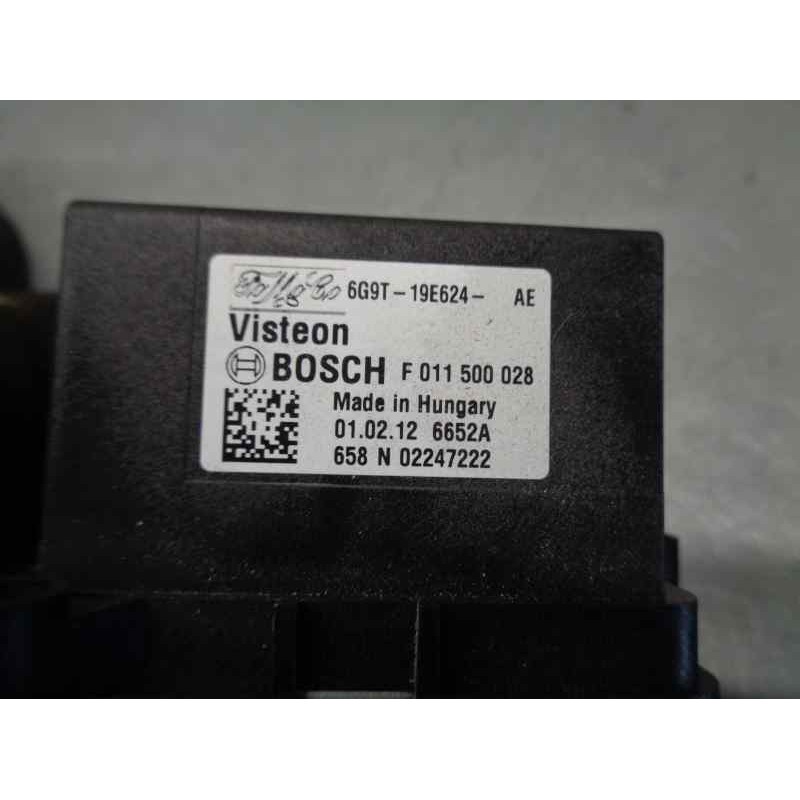 6G9T-19E624- AE
Visteon
BOSCH F 011 500 028
Made in Hungary
01.02.12 6652A
658 N 02247222